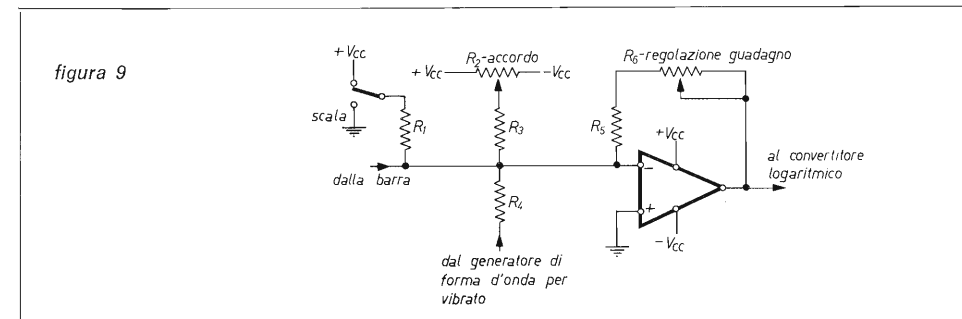 figura 9
+Vcc
scala
R1
dalla barra
R2-accordo
+Vcc
-Vcc
R3
R4
dal generatore di
forma d'onda per
vibrato
R6-regolazione guadagno
R5
+Vcc
-
+
-Vcc
al convertitore
logaritmico